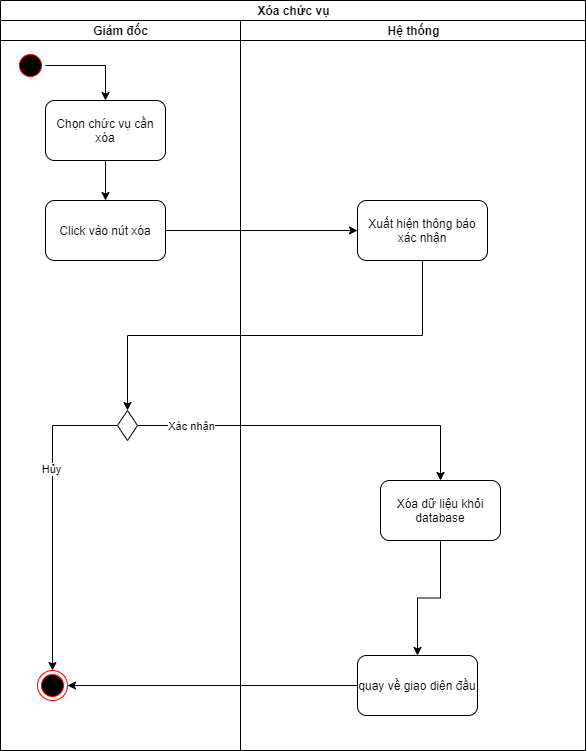 Xóa chức vụ
Giám đốc
Hệ thống
Chọn chức vụ cần
xóa
Click vào nút xóa
Xuất hiện thông báo
xác nhận
Xác nhận
Hủy
Xóa dữ liệu khỏi
database
quay về giao diện đầu